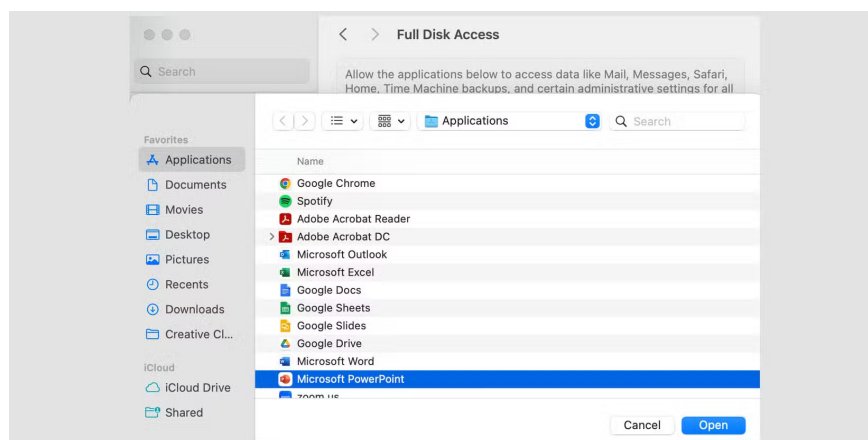 Full Disk Access
Search
Allow the applications below to access data like Mail, Messages, Safari,
Home, Time Machine backups, and certain administrative settings for all
Applications
Search
Favorites
Applications
Documents
Movies
Desktop
Pictures
Recents
Downloads
Creative Cl...
iCloud
iCloud Drive
Shared
Name
Google Chrome
Spotify
Adobe Acrobat Reader
Adobe Acrobat DC
Microsoft Outlook
Microsoft Excel
Google Docs
Google Sheets
Google Slides
Google Drive
Microsoft Word
Microsoft PowerPoint
zoom.us
Cancel
Open